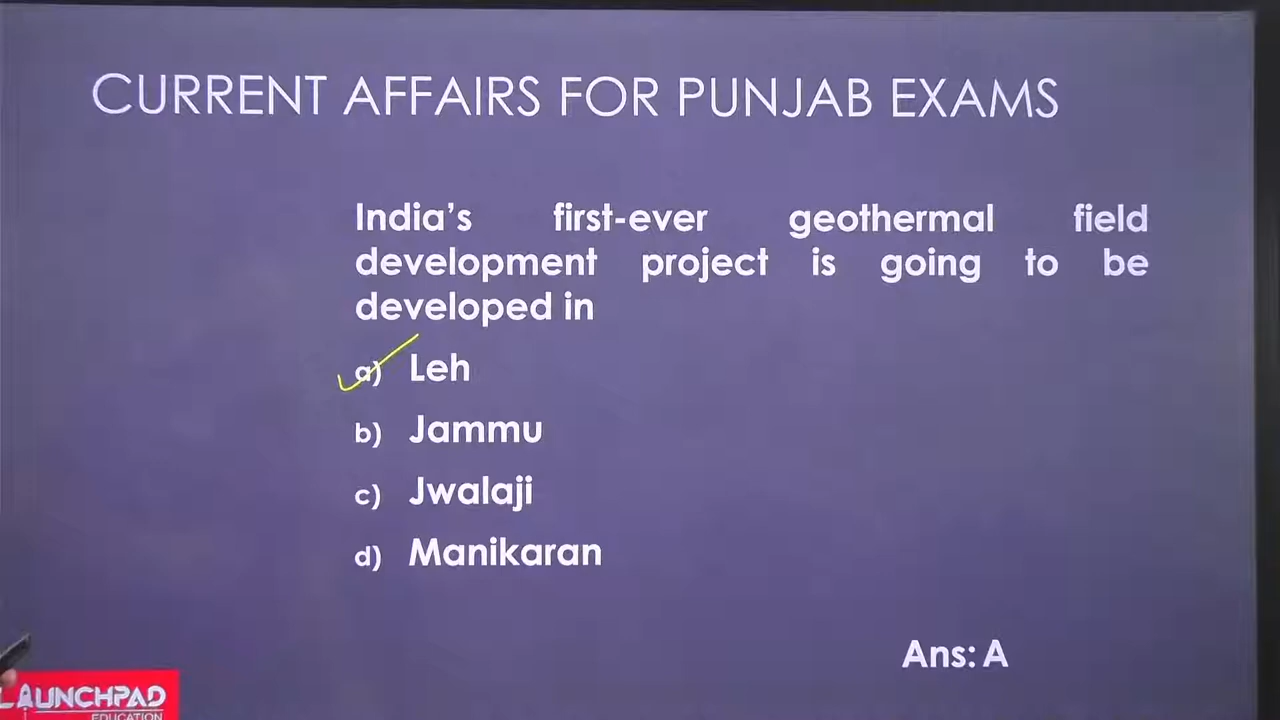 CURRENT AFFAIRS FOR PUNJAB EXAMS
India's first-ever geothermal field
development project is going to be
developed in
a) Leh
b) Jammu
c) Jwalaji
d) Manikaran
Ans: A
LAUNCHPAD
EDUCATION